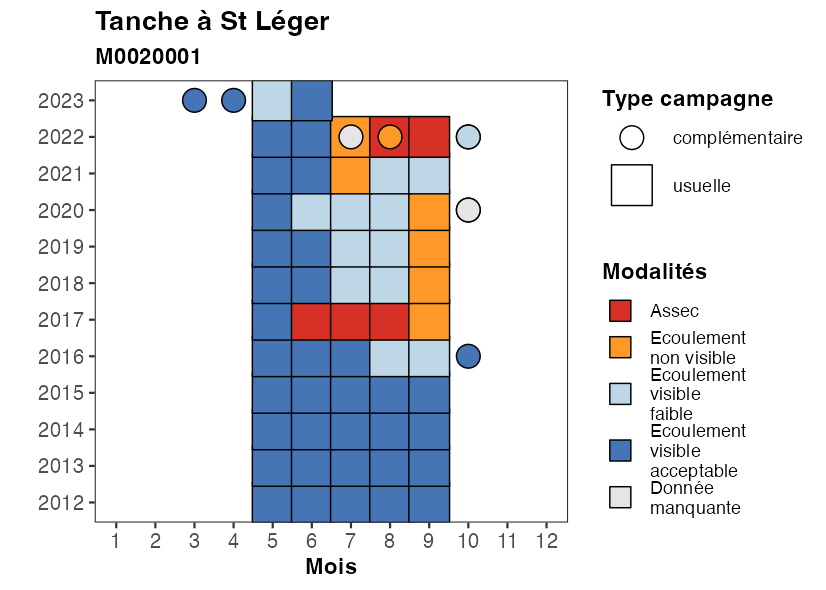 Tanche à St Léger
M0020001
2023
2022
2021
2020
2019
2018
2017
2016
2015
2014
2013
2012
1 2 3 4 5 6 7 8 9 10 11 12
Mois
Type campagne
complémentaire
usuelle
Modalités
Assec
Ecoulement
non visible
Ecoulement
visible
faible
Ecoulement
visible
acceptable
Donnée
manquante